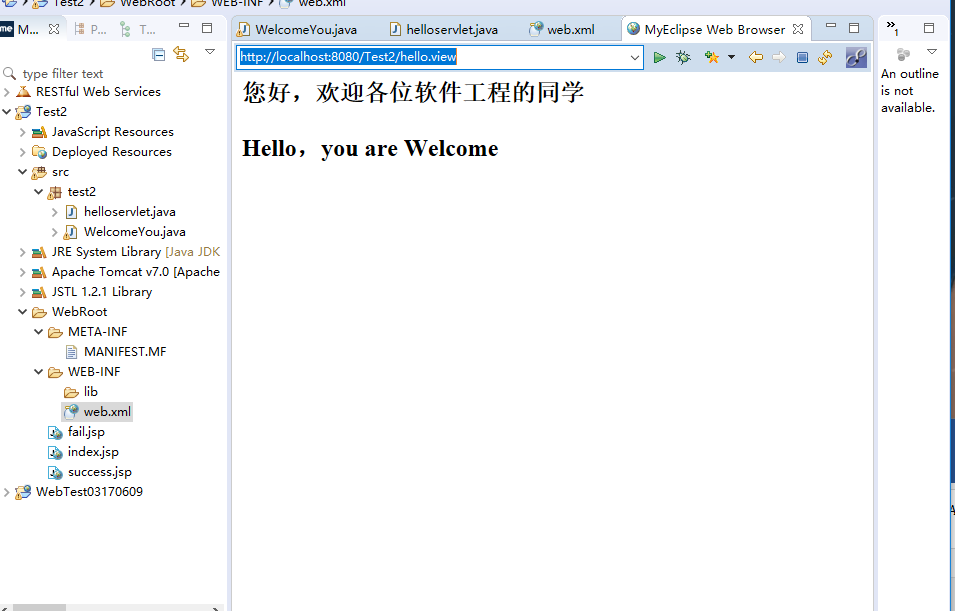 Test2 WebRoot WEB-INF web.xml
me M... P... T...
WelcomeYou.java helloservlet.java web.xml MyEclipse Web Browser
1
http://localhost:8080/Test2/hello.view
type filter text
An outline
is not
available.
RESTful Web Services
Test2
JavaScript Resources
Deployed Resources
src
test2
helloservlet.java
WelcomeYou.java
JRE System Library [Java JDK
Apache Tomcat v7.0 [Apache
JSTL 1.2.1 Library
WebRoot
META-INF
MANIFEST.MF
WEB-INF
lib
web.xml
fail.jsp
index.jsp
success.jsp
WebTest03170609
您好，欢迎各位软件工程的同学
Hello，you are Welcome